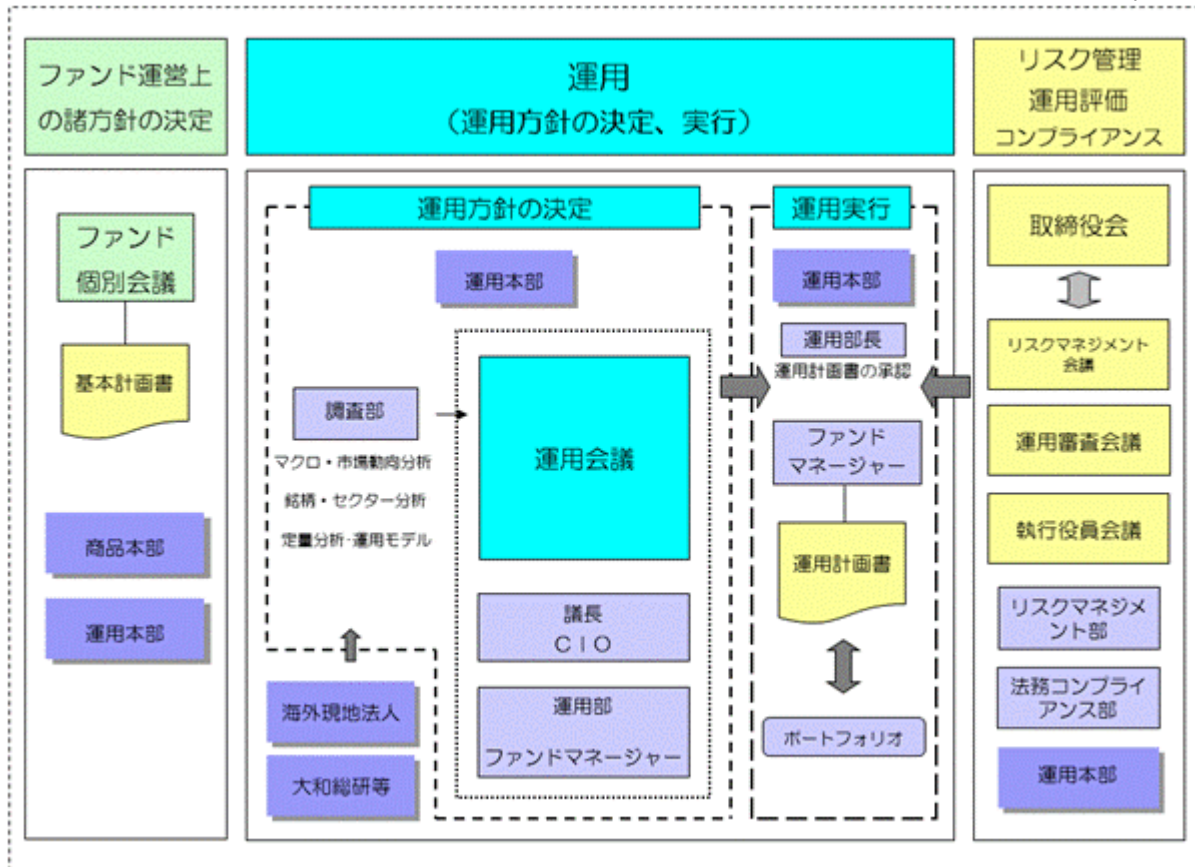 ファンド運営上
の諸方針の決定
運用
（運用方針の決定、実行）
リスク管理
運用評価
コンプライアンス
ファンド
個別会議
基本計画書
商品本部
運用本部
運用方針の決定
運用本部
調査部
マクロ・市場動向分析
銘柄・セクター分析
定量分析・運用モデル
運用会議
議長
ＣＩＯ
運用部
ファンドマネージャー
海外現地法人
大和総研等
運用実行
運用本部
運用部長
運用計画書の承認
ファンド
マネージャー
運用計画書
ポートフォリオ
取締役会
リスクマネジメント
会議
運用審査会議
執行役員会議
リスクマネジメ
ント部
法務コンプライ
アンス部
運用本部